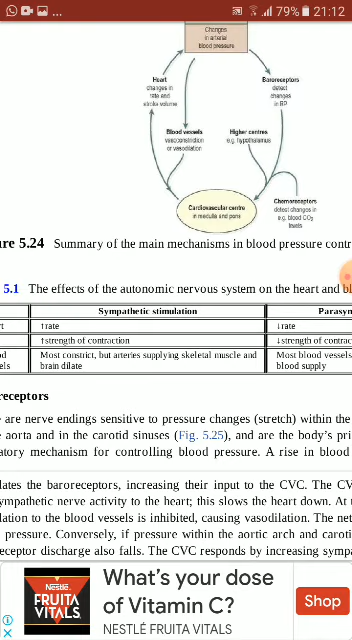 79% 21:12
Changes
in arterial
blood pressure
Heart
changes in
rate and
stroke volume
Baroreceptors
detect
changes
in BP
Blood vessels
vasoconstriction
or vasodilation
Higher centres
e.g. hypothalamus
Cardiovascular centre
in medulla and pons
Chemoreceptors
detect changes in
e.g. blood CO₂
levels
ure 5.24 Summary of the main mechanisms in blood pressure contr
5.1 The effects of the autonomic nervous system on the heart and bl
Sympathetic stimulation Parasym
rt ↑rate ↓rate
↑strength of contraction ↓strength of contrac
od Most constrict, but arteries supplying skeletal muscle and Most blood vessels
els brain dilate blood supply
receptors
e are nerve endings sensitive to pressure changes (stretch) within the
e aorta and in the carotid sinuses (Fig. 5.25), and are the body's pri
atory mechanism for controlling blood pressure. A rise in blood
lates the baroreceptors, increasing their input to the CVC. The CV
ympathetic nerve activity to the heart; this slows the heart down. At t
lation to the blood vessels is inhibited, causing vasodilation. The net
pressure. Conversely, if pressure within the aortic arch and caroti
eceptor discharge also falls. The CVC responds by increasing sympa
Nestlé
FRUITA
VITALS
What's your dose
of Vitamin C?
NESTLÉ FRUITA VITALS
Shop